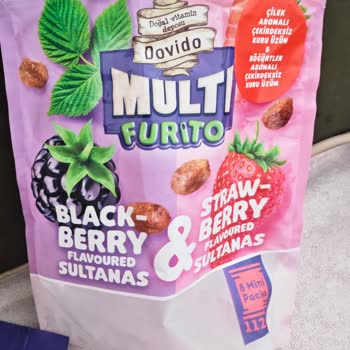 Doğal vitamin
deposu
Dovido
MULTI
FURiTO
ÇİLEK
AROMALI
ÇEKİRDEKSİZ
KURU ÜZÜM
&
BÖĞÜRTLEN
AROMALI
ÇEKİRDEKSİZ
KURU ÜZÜM
BLACK-
BERRY
FLAVOURED
SULTANAS
&
STRAW-
BERRY
FLAVOURED
SULTANAS
8 Mini
Packs
112